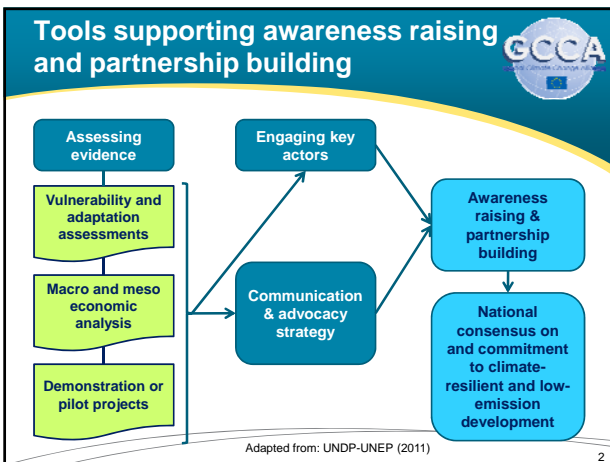 Tools supporting awareness raising
and partnership building
GCCA
Assessing
evidence
Vulnerability and
adaptation
assessments
Macro and meso
economic
analysis
Demonstration or
pilot projects
Engaging key
actors
Communication
& advocacy
strategy
Awareness
raising &
partnership
building
National
consensus on
and commitment
to climate-
resilient and low-
emission
development
Adapted from: UNDP-UNEP (2011)
2